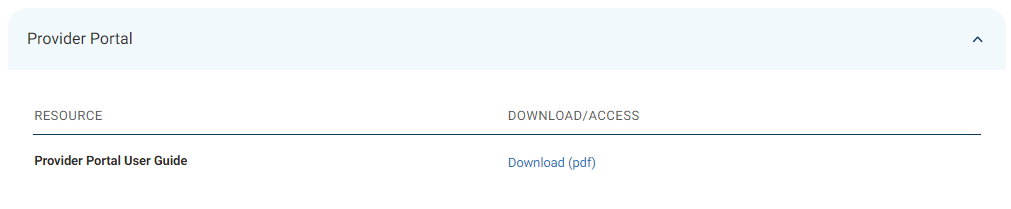 Provider Portal
RESOURCE DOWNLOAD/ACCESS
Provider Portal User Guide Download (pdf)